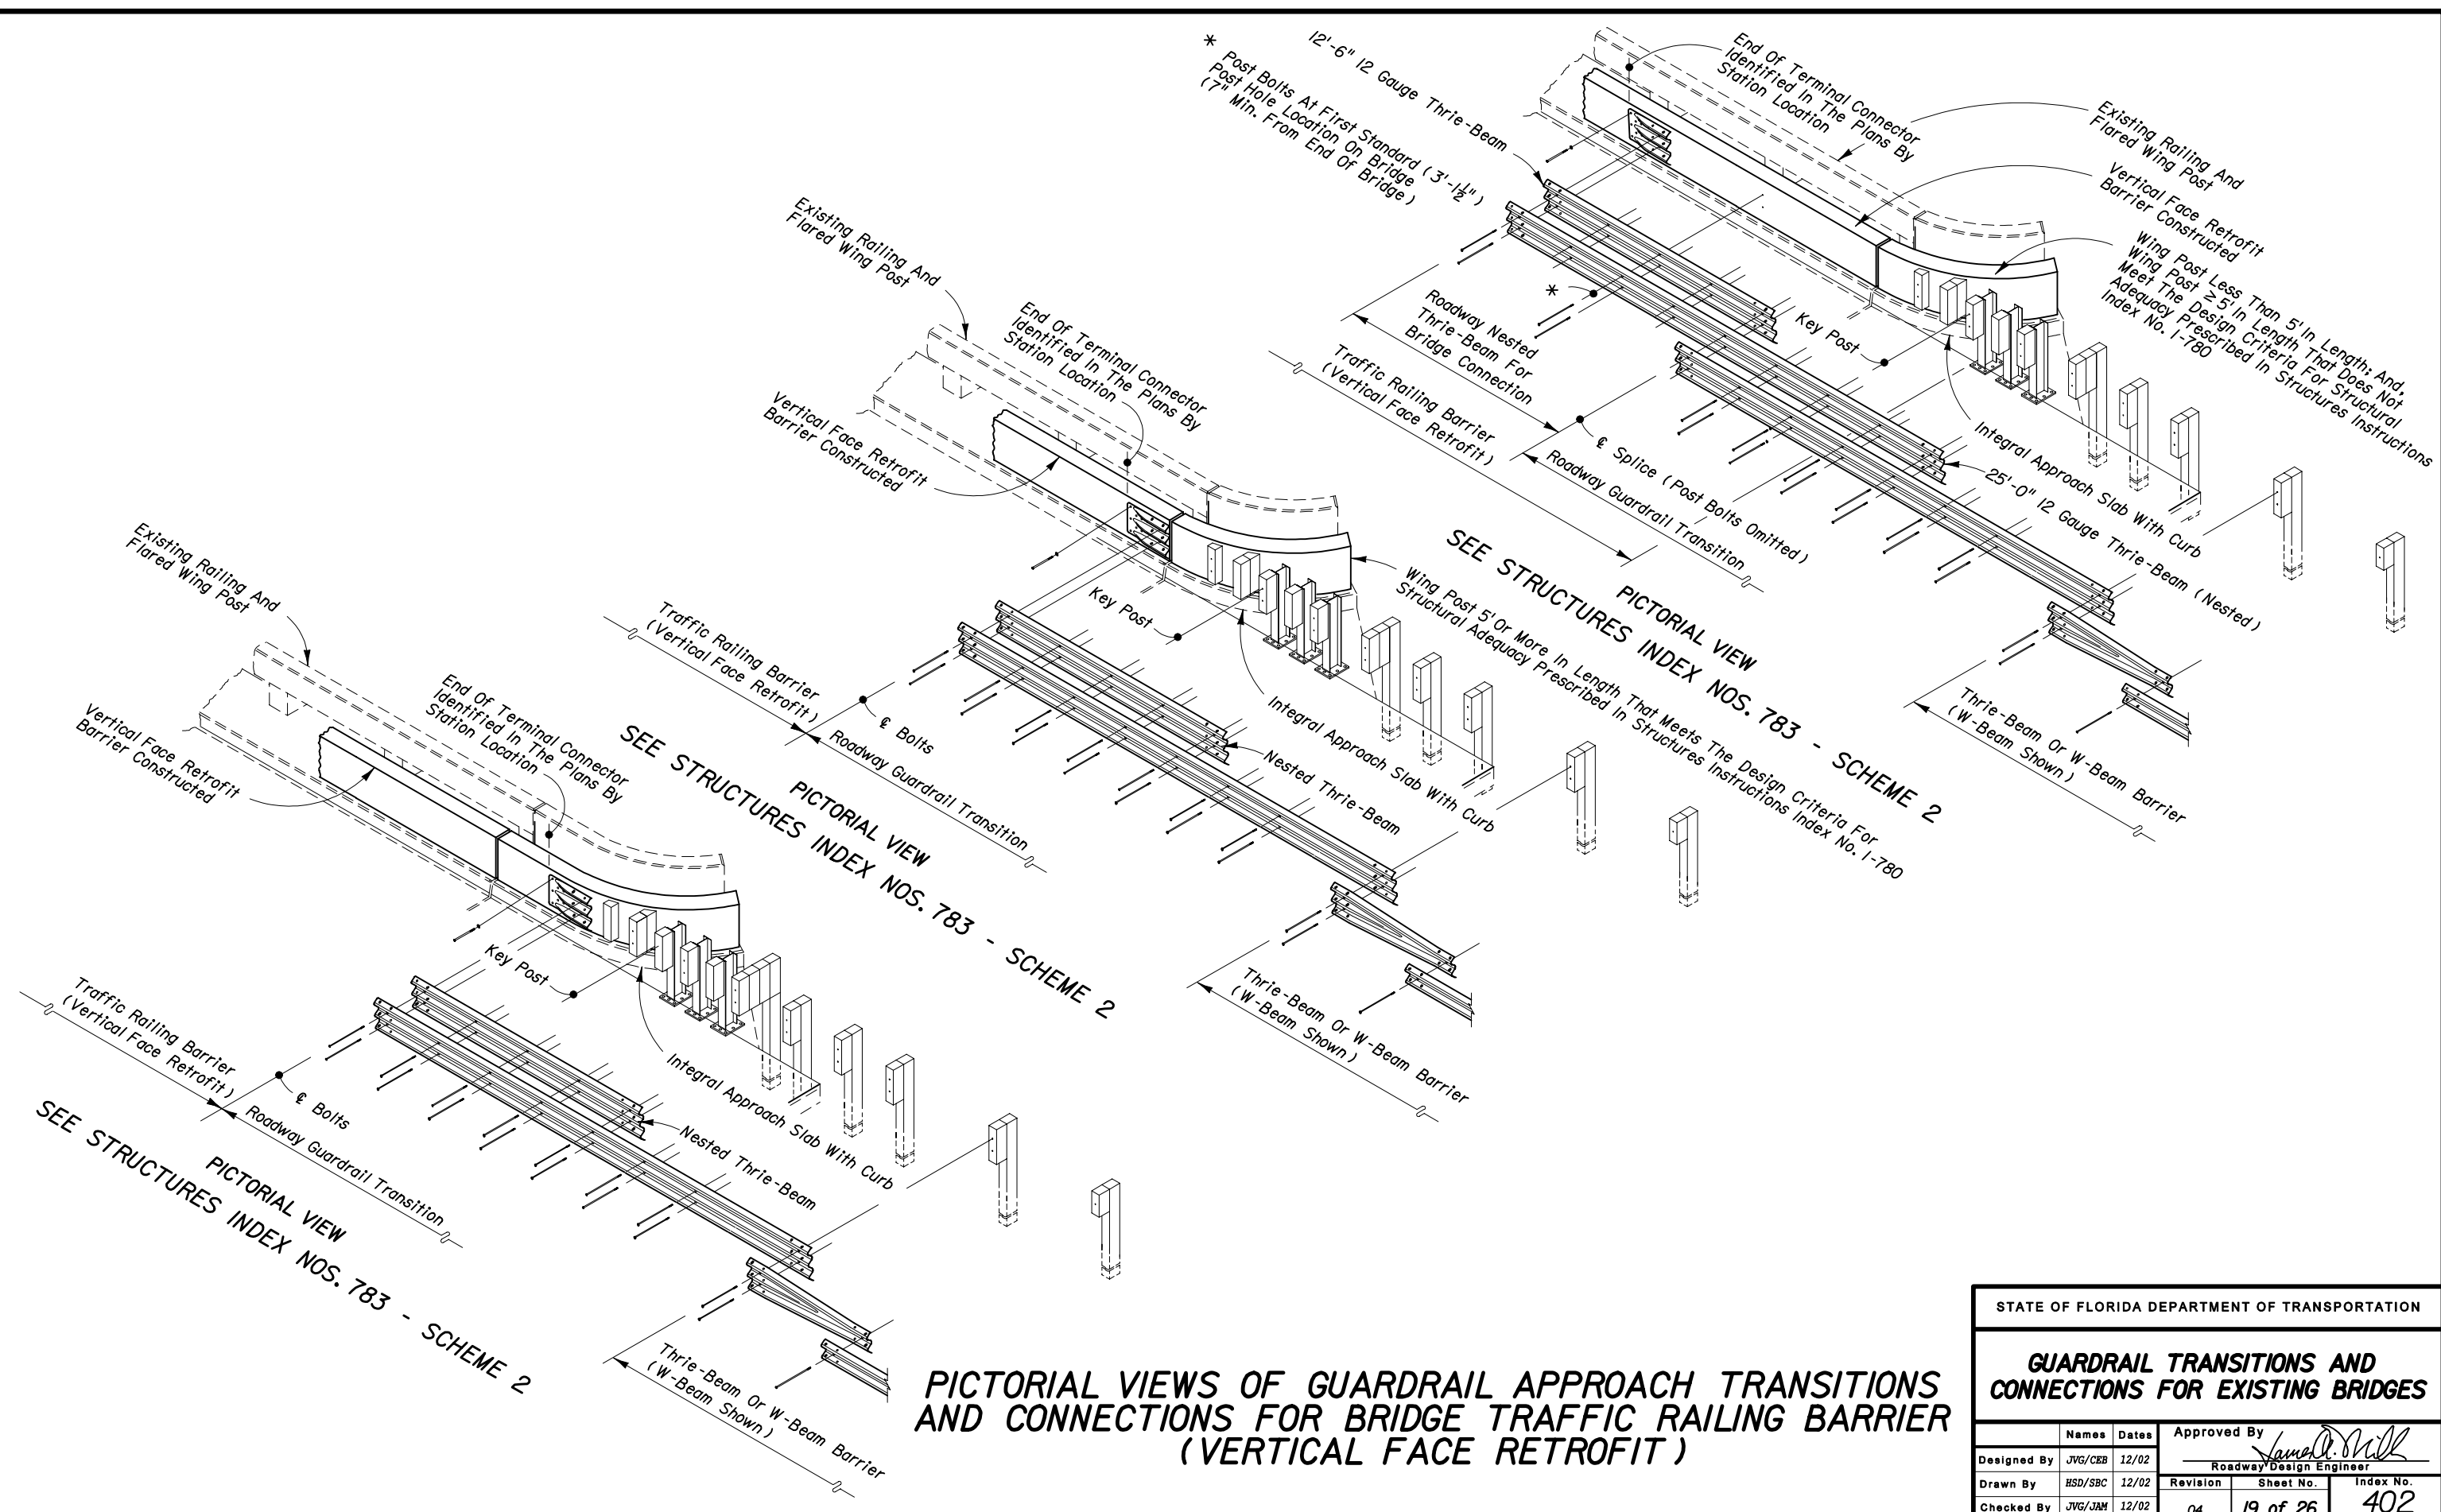 *
Post Bolts At First Standard (3'-1½")
Post Hole Location On Bridge
(7" Min. From End Of Bridge)
12'-6" 12 Gauge Thrie-Beam
End Of Terminal Connector
Identified In The Plans By
Station Location
Existing Railing And
Flared Wing Post
Vertical Face Retrofit
Barrier Constructed
Wing Post Less Than 5' In Length; And,
Wing Post ≥ 5' In Length That Does Not
Meet The Design Criteria For Structural
Adequacy Prescribed In Structures Instructions
Index No. I-780
*
Key Post
Roadway Nested
Thrie-Beam For
Bridge Connection
Traffic Railing Barrier
(Vertical Face Retrofit)
℄ Splice (Post Bolts Omitted)
Roadway Guardrail Transition
Integral Approach Slab With Curb
25'-0" 12 Gauge Thrie-Beam (Nested)
Thrie-Beam Or W-Beam Barrier
(W-Beam Shown)
PICTORIAL VIEW
SEE STRUCTURES INDEX NOS. 783 - SCHEME 2
Existing Railing And
Flared Wing Post
End Of Terminal Connector
Identified In The Plans By
Station Location
Vertical Face Retrofit
Barrier Constructed
Key Post
Wing Post 5' Or More In Length That Meets The Design Criteria For
Structural Adequacy Prescribed In Structures Instructions Index No. I-780
Traffic Railing Barrier
(Vertical Face Retrofit)
℄ Bolts
Roadway Guardrail Transition
Integral Approach Slab With Curb
Nested Thrie-Beam
Thrie-Beam Or W-Beam Barrier
(W-Beam Shown)
PICTORIAL VIEW
SEE STRUCTURES INDEX NOS. 783 - SCHEME 2
Existing Railing And
Flared Wing Post
End Of Terminal Connector
Identified In The Plans By
Station Location
Vertical Face Retrofit
Barrier Constructed
Key Post
Traffic Railing Barrier
(Vertical Face Retrofit)
℄ Bolts
Roadway Guardrail Transition
Integral Approach Slab With Curb
Nested Thrie-Beam
Thrie-Beam Or W-Beam Barrier
(W-Beam Shown)
PICTORIAL VIEW
SEE STRUCTURES INDEX NOS. 783 - SCHEME 2
PICTORIAL VIEWS OF GUARDRAIL APPROACH TRANSITIONS
AND CONNECTIONS FOR BRIDGE TRAFFIC RAILING BARRIER
(VERTICAL FACE RETROFIT)
STATE OF FLORIDA DEPARTMENT OF TRANSPORTATION
GUARDRAIL TRANSITIONS AND
CONNECTIONS FOR EXISTING BRIDGES
Names Dates
Designed By JVG/CEB 12/02
Drawn By HSD/SBC 12/02
Checked By JVG/JAM 12/02
Approved By
Roadway Design Engineer
Revision Sheet No. Index No.
04 19 of 26 402